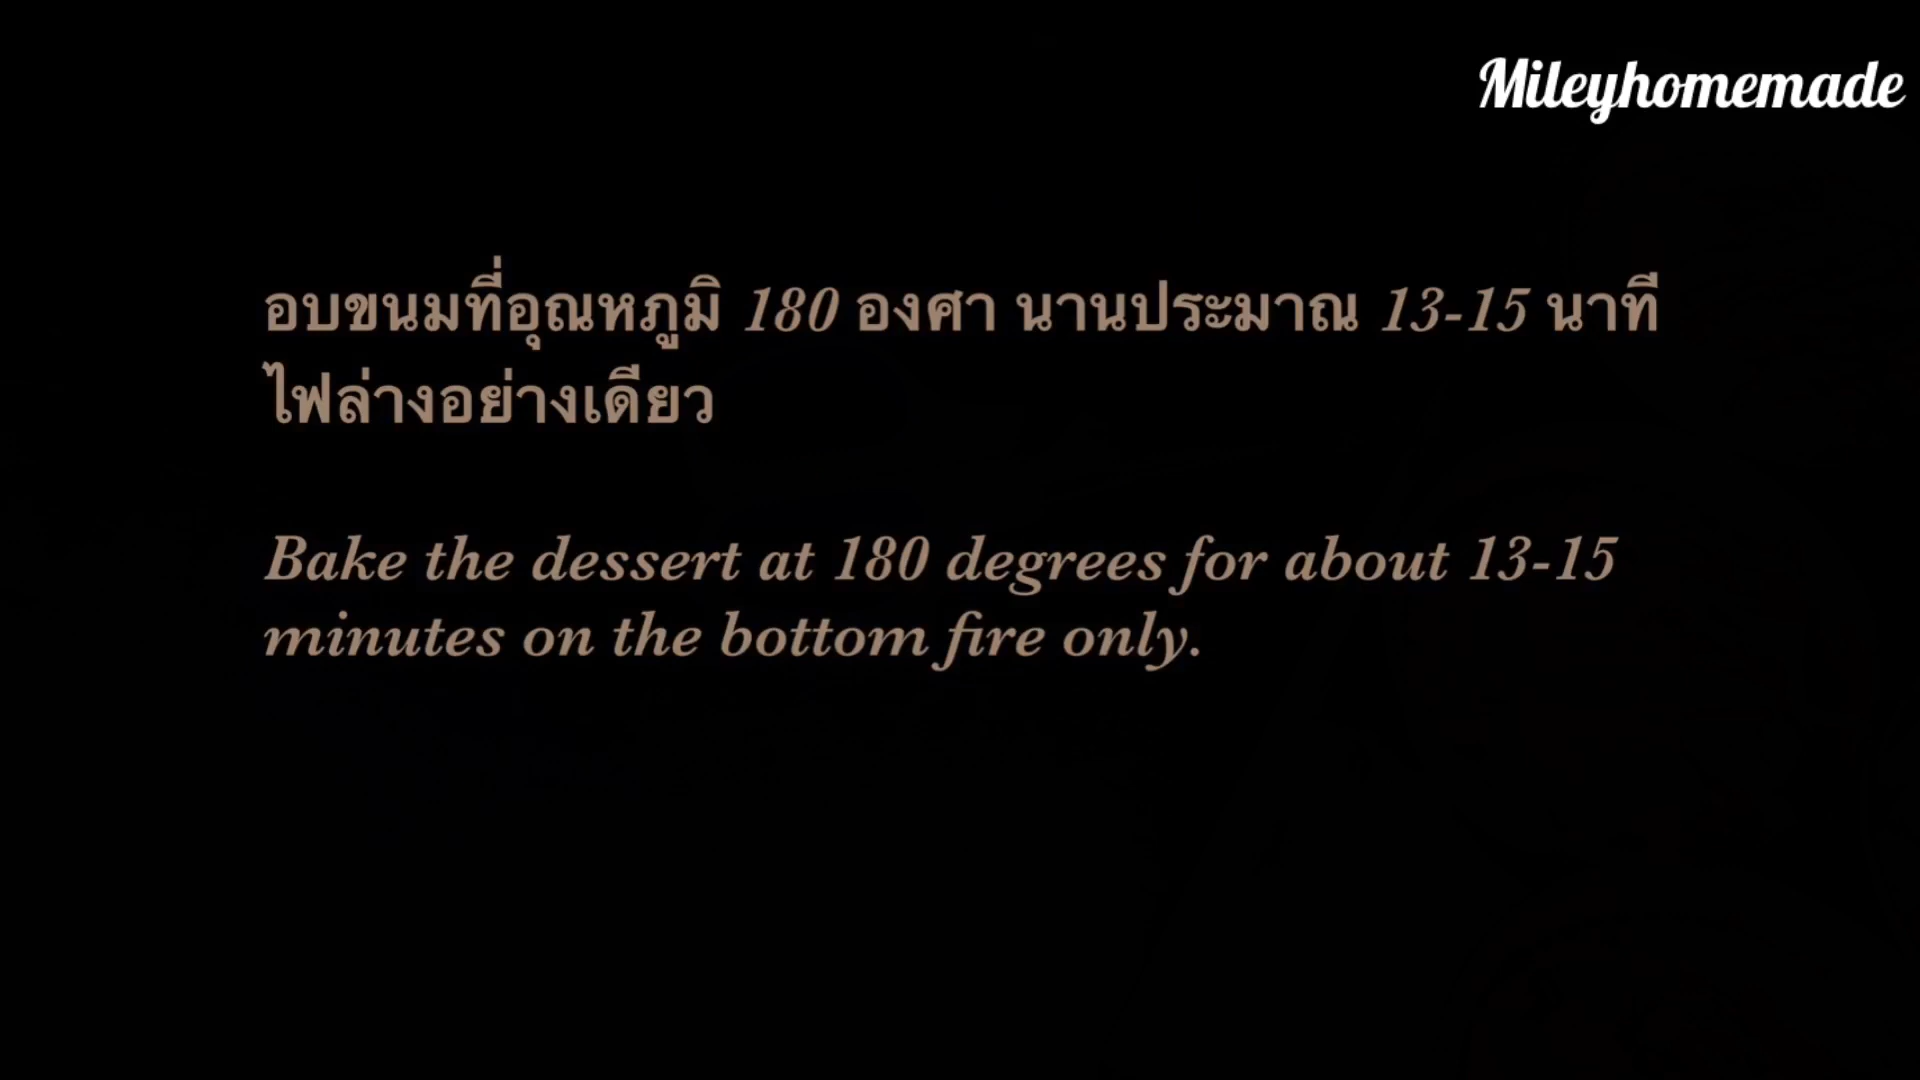 Mileyhomemade
อบขนมที่อุณหภูมิ 180 องศา นานประมาณ 13-15 นาที
ไฟล่างอย่างเดียว
Bake the dessert at 180 degrees for about 13-15
minutes on the bottom fire only.